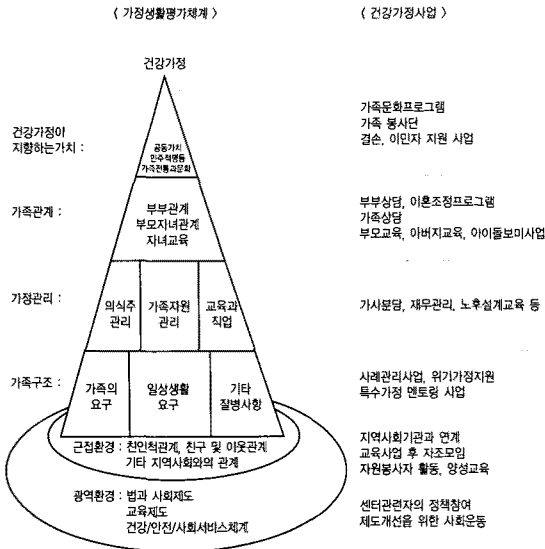 〈 가정생활평가체계 〉
〈 건강가정사업 〉
건강가정
건강가정이
지향하는가치 :
공동가치
민주적평등
가족전통과문화
가족문화프로그램
가족 봉사단
결손, 이민자 지원 사업
가족관계 :
부부관계
부모자녀관계
자녀교육
부부상담, 이혼조정프로그램
가족상담
부모교육, 아버지교육, 아이돌보미사업
가정관리 :
의식주
관리
가족자원
관리
교육과
직업
가사분담, 재무관리, 노후설계교육 등
가족구조 :
가족의
요구
일상생활
요구
기타
질병사항
사례관리사업, 위기가정지원
특수가정 멘토링 사업
근접환경 : 친인척관계, 친구 및 이웃관계
기타 지역사회와의 관계
지역사회기관과 연계
교육사업 후 자조모임
자원봉사자 활동, 양성교육
광역환경 : 법과 사회제도
교육제도
건강/안전/사회서비스체계
센터관련자의 정책참여
제도개선을 위한 사회운동